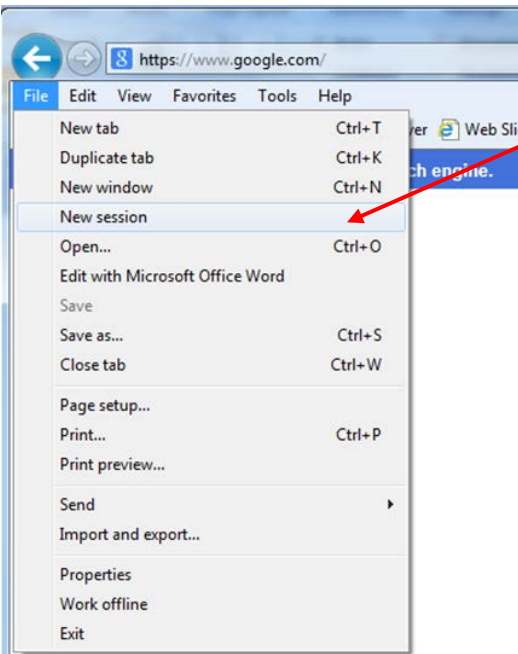 https://www.google.com/
File Edit View Favorites Tools Help
New tab Ctrl+T
Duplicate tab Ctrl+K
New window Ctrl+N
New session
Open... Ctrl+O
Edit with Microsoft Office Word
Save
Save as... Ctrl+S
Close tab Ctrl+W
Page setup...
Print... Ctrl+P
Print preview...
Send
Import and export...
Properties
Work offline
Exit
Web Sli
engine.